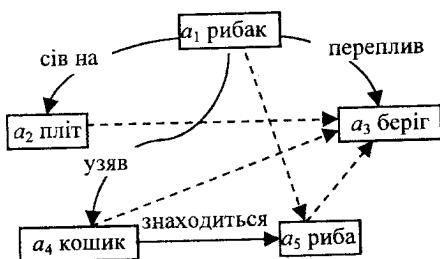 a₁ рибак
сів на
переплив
a₂ пліт
a₃ беріг
узяв
знаходиться
a₄ кошик
a₅ риба